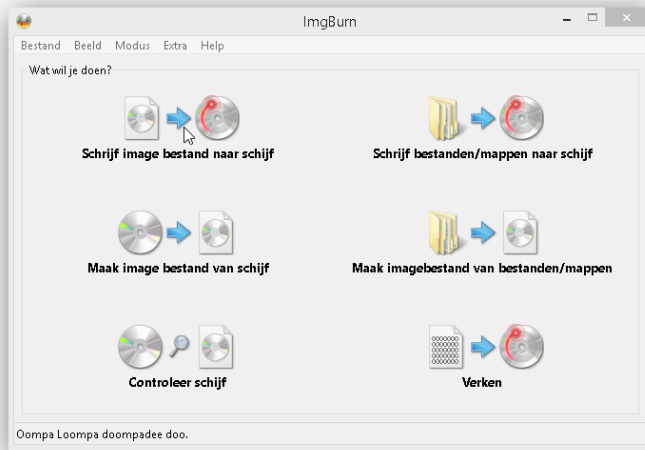 ImgBurn
Bestand Beeld Modus Extra Help
Wat wil je doen?
Schrijf image bestand naar schijf
Schrijf bestanden/mappen naar schijf
Maak image bestand van schijf
Maak imagebestand van bestanden/mappen
Controleer schijf
Verken
Oompa Loompa doompadee doo.